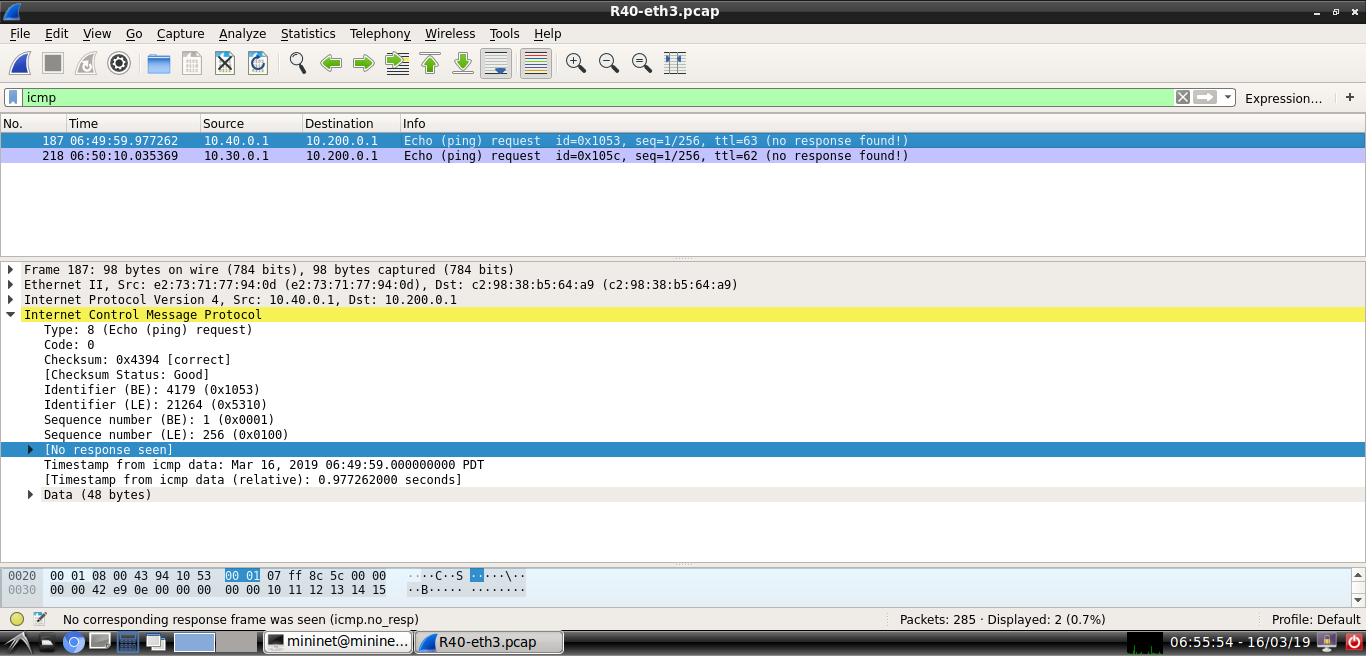 R40-eth3.pcap
File Edit View Go Capture Analyze Statistics Telephony Wireless Tools Help
icmp Expression… +
No. Time Source Destination Info
187 06:49:59.977262 10.40.0.1 10.200.0.1 Echo (ping) request id=0x1053, seq=1/256, ttl=63 (no response found!)
218 06:50:10.035369 10.30.0.1 10.200.0.1 Echo (ping) request id=0x105c, seq=1/256, ttl=62 (no response found!)
Frame 187: 98 bytes on wire (784 bits), 98 bytes captured (784 bits)
Ethernet II, Src: e2:73:71:77:94:0d (e2:73:71:77:94:0d), Dst: c2:98:38:b5:64:a9 (c2:98:38:b5:64:a9)
Internet Protocol Version 4, Src: 10.40.0.1, Dst: 10.200.0.1
Internet Control Message Protocol
Type: 8 (Echo (ping) request)
Code: 0
Checksum: 0x4394 [correct]
[Checksum Status: Good]
Identifier (BE): 4179 (0x1053)
Identifier (LE): 21264 (0x5310)
Sequence number (BE): 1 (0x0001)
Sequence number (LE): 256 (0x0100)
[No response seen]
Timestamp from icmp data: Mar 16, 2019 06:49:59.000000000 PDT
[Timestamp from icmp data (relative): 0.977262000 seconds]
Data (48 bytes)
0020 00 01 08 00 43 94 10 53 00 01 07 ff 8c 5c 00 00 ····C··S ·····\··
0030 00 00 42 e9 0e 00 00 00 00 00 10 11 12 13 14 15 ··B····· ········
No corresponding response frame was seen (icmp.no_resp) Packets: 285 · Displayed: 2 (0.7%) Profile: Default
mininet@minine... R40-eth3.pcap 06:55:54 - 16/03/19